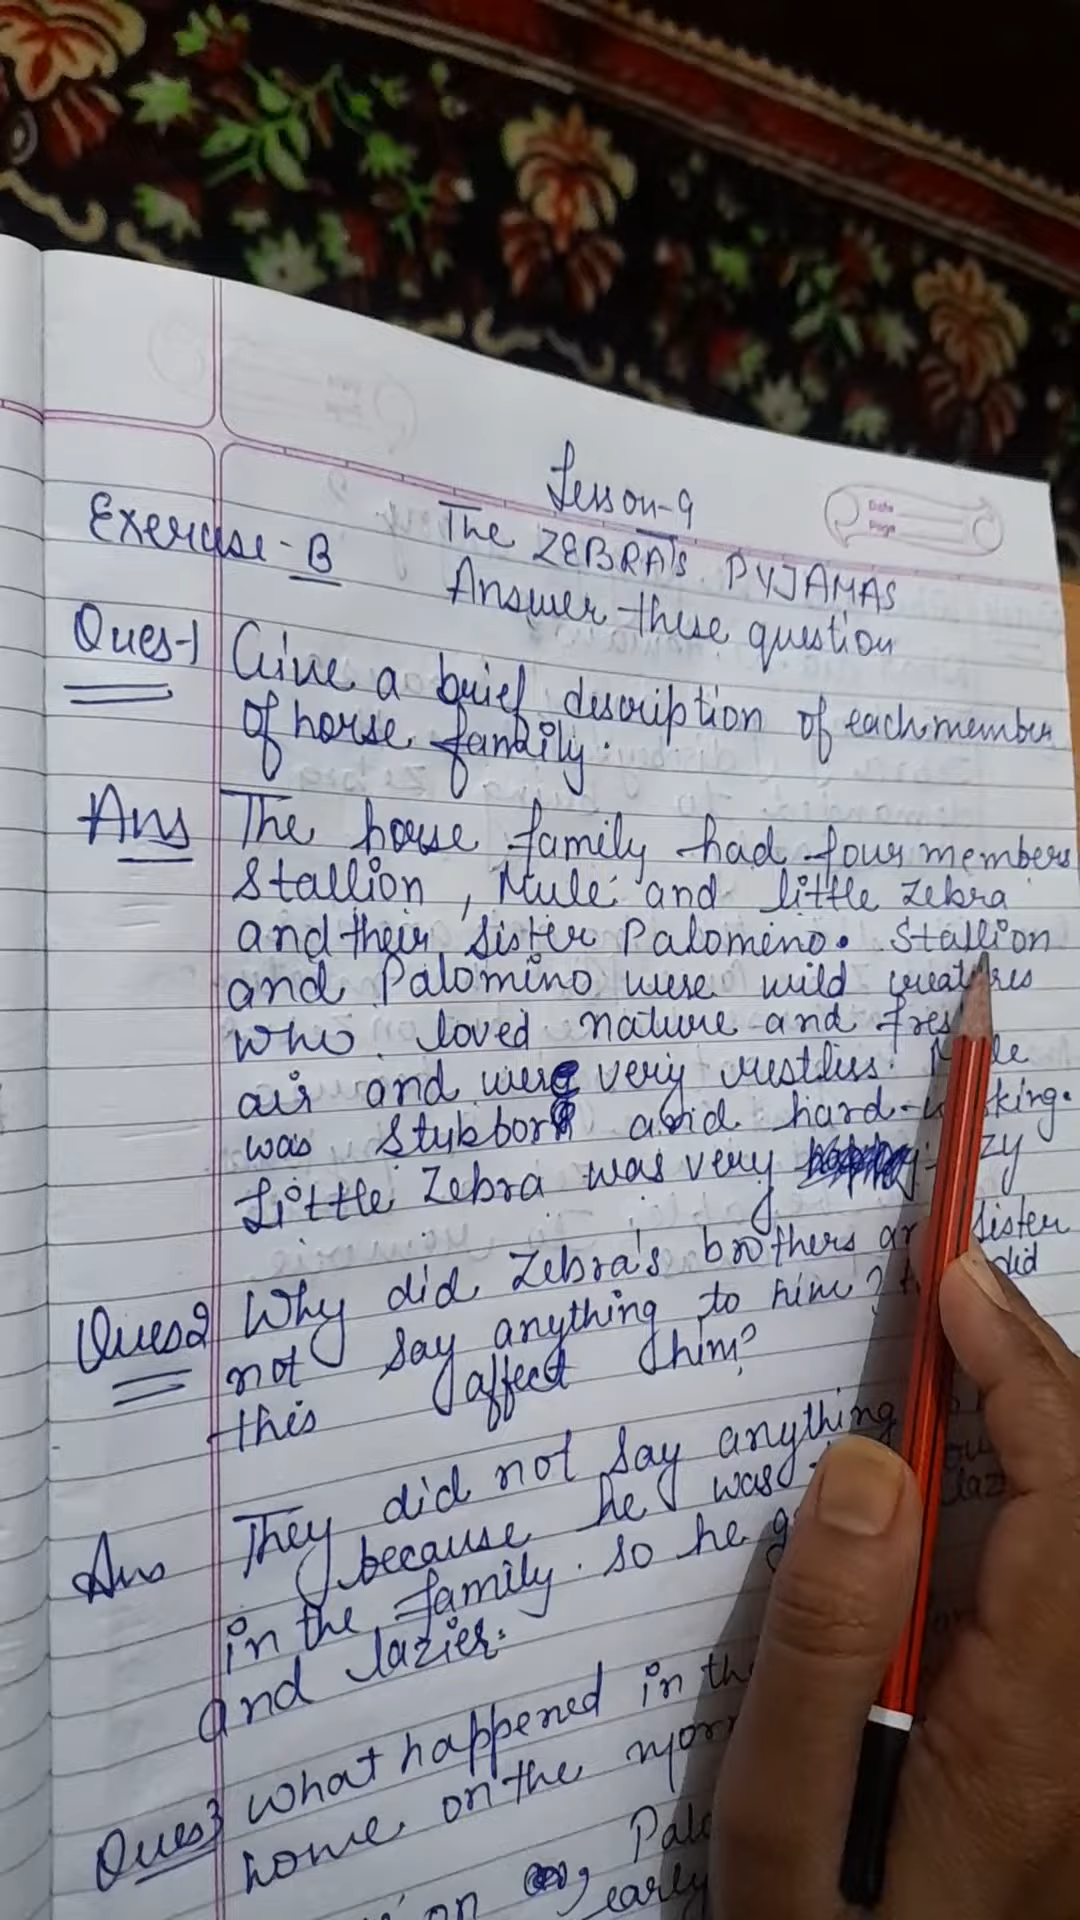 Lesson-9
Date
Page
Exercise-B The ZEBRA's PYJAMAS
Answer these question
Ques-1 Give a brief description of each member
of horse family.
Ans The horse family had four members
Stallion, Mule and little Zebra
and their Sister Palomino. Stallion
and Palomino were wild creatures
who loved nature and
air and were very restless.
was Stubborn and hard-
Little Zebra was very
Ques2 Why did Zebra's brothers Sister
not say anything to him? did
this affect him?
Ans They did not say anything
because he was
in the family. So he
and lazier.
Ques3 What happened in
home on the
early